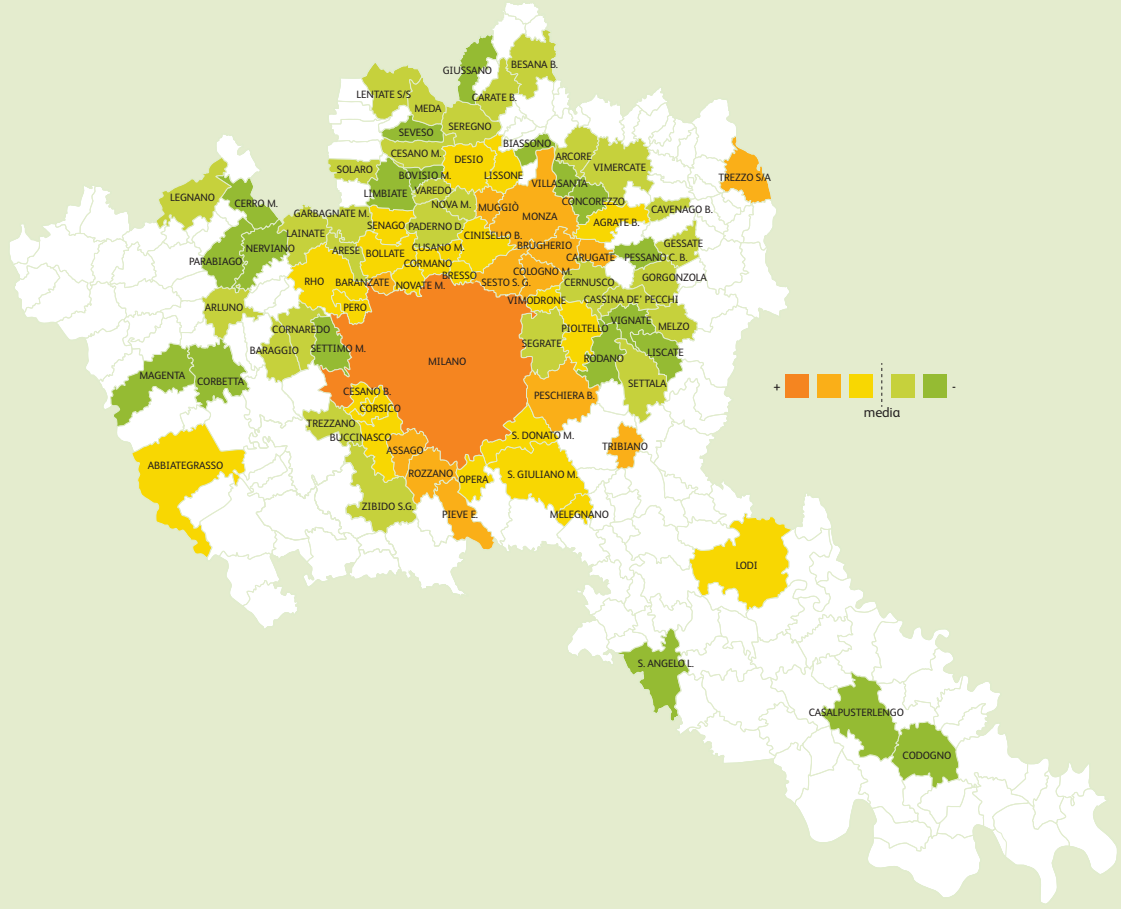 BESANA B.
GIUSSANO
LENTATE S/S
CARATE B.
MEDA
SEREGNO
SEVESO
BIASSONO
CESANO M.
DESIO
ARCORE
SOLARO
VIMERCATE
BOVISIO M.
LISSONE
TREZZO S/A
VILLASANTA
LIMBIATE
VAREDO
LEGNANO
CERRO M.
NOVA M.
MUGGIÒ
CONCOREZZO
GARBAGNATE M.
CAVENAGO B.
MONZA
SENAGO
PADERNO D.
AGRATE B.
LAINATE
CINISELLO B.
NERVIANO
ARESE
CUSANO M.
BRUGHERIO
GESSATE
BOLLATE
PARABIAGO
CORMANO
CARUGATE
PESSANO C. B.
COLOGNO M.
BRESSO
GORGONZOLA
RHO
BARANZATE
NOVATE M.
SESTO S. G.
CERNUSCO
VIMODRONE
CASSINA DE' PECCHI
ARLUNO
PERO
VIGNATE
CORNAREDO
PIOLTELLO
MELZO
SEGRATE
BARAGGIO
SETTIMO M.
LISCATE
RODANO
MILANO
MAGENTA
CORBETTA
SETTALA
CESANO B.
PESCHIERA B.
+
-
media
CORSICO
TREZZANO
BUCCINASCO
S. DONATO M.
ASSAGO
TRIBIANO
ABBIATEGRASSO
ROZZANO
OPERA
S. GIULIANO M.
ZIBIDO S.G.
PIEVE E.
MELEGNANO
LODI
S. ANGELO L.
CASALPUSTERLENGO
CODOGNO